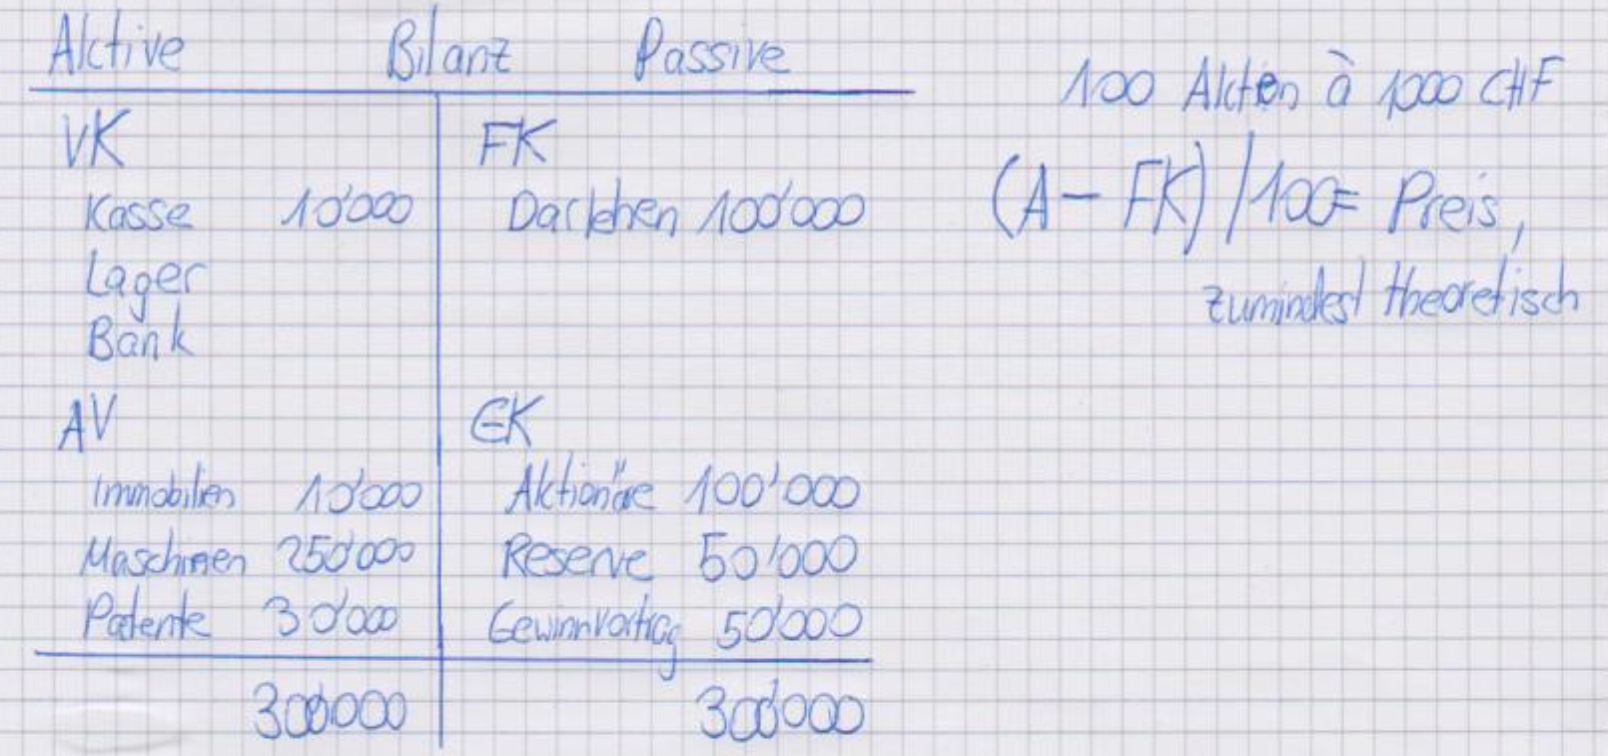 Aktive Bilanz Passive
100 Aktien à 1000 CHF
VK FK
(A - FK) / 100 = Preis,
Kasse 10'000 Darlehen 100'000
zumindest theoretisch
Lager
Bank
AV EK
Immobilien 10'000 Aktionäre 100'000
Maschinen 250'000 Reserve 50'000
Patente 30'000 Gewinnvortrag 50'000
300'000 300'000